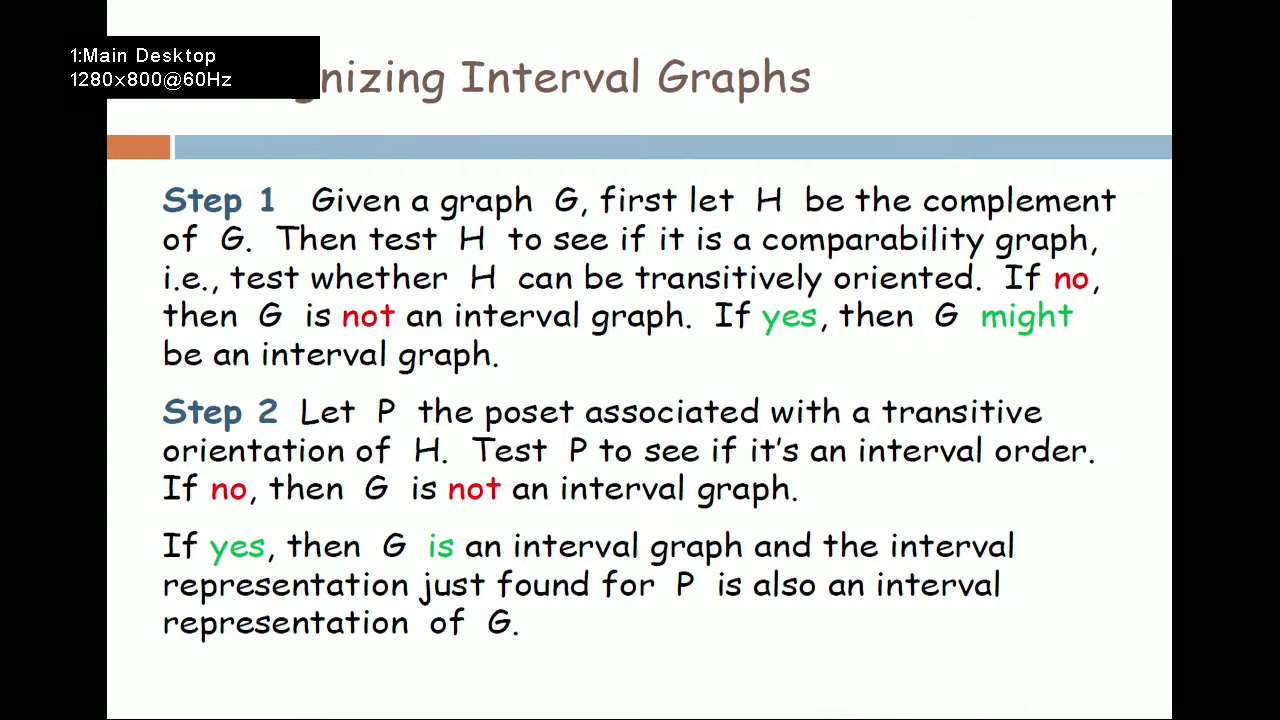 1:Main Desktop
1280x800@60Hz
gnizing Interval Graphs
Step 1 Given a graph G, first let H be the complement
of G. Then test H to see if it is a comparability graph,
i.e., test whether H can be transitively oriented. If no,
then G is not an interval graph. If yes, then G might
be an interval graph.
Step 2 Let P the poset associated with a transitive
orientation of H. Test P to see if it's an interval order.
If no, then G is not an interval graph.
If yes, then G is an interval graph and the interval
representation just found for P is also an interval
representation of G.